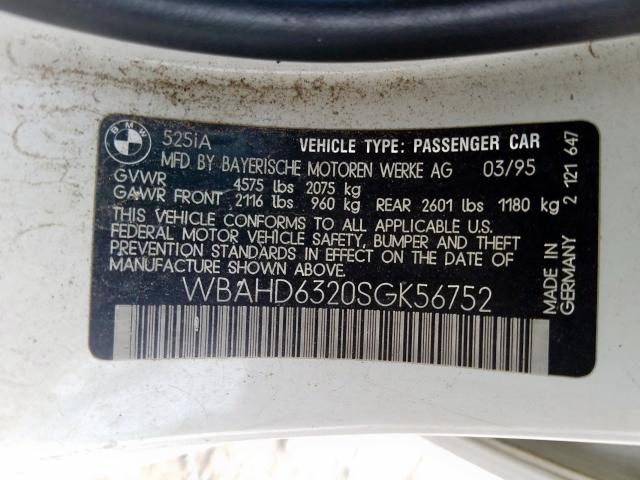 BMW
525iA VEHICLE TYPE: PASSENGER CAR
MFD BY BAYERISCHE MOTOREN WERKE AG 03/95
GVWR 4575 lbs 2075 kg
GAWR FRONT 2116 lbs 960 kg REAR 2601 lbs 1180 kg
THIS VEHICLE CONFORMS TO ALL APPLICABLE U.S.
FEDERAL MOTOR VEHICLE SAFETY, BUMPER AND THEFT
PREVENTION STANDARDS IN EFFECT ON THE DATE OF
MANUFACTURE SHOWN ABOVE.
WBAHD6320SGK56752
2 121 647
MADE IN
GERMANY